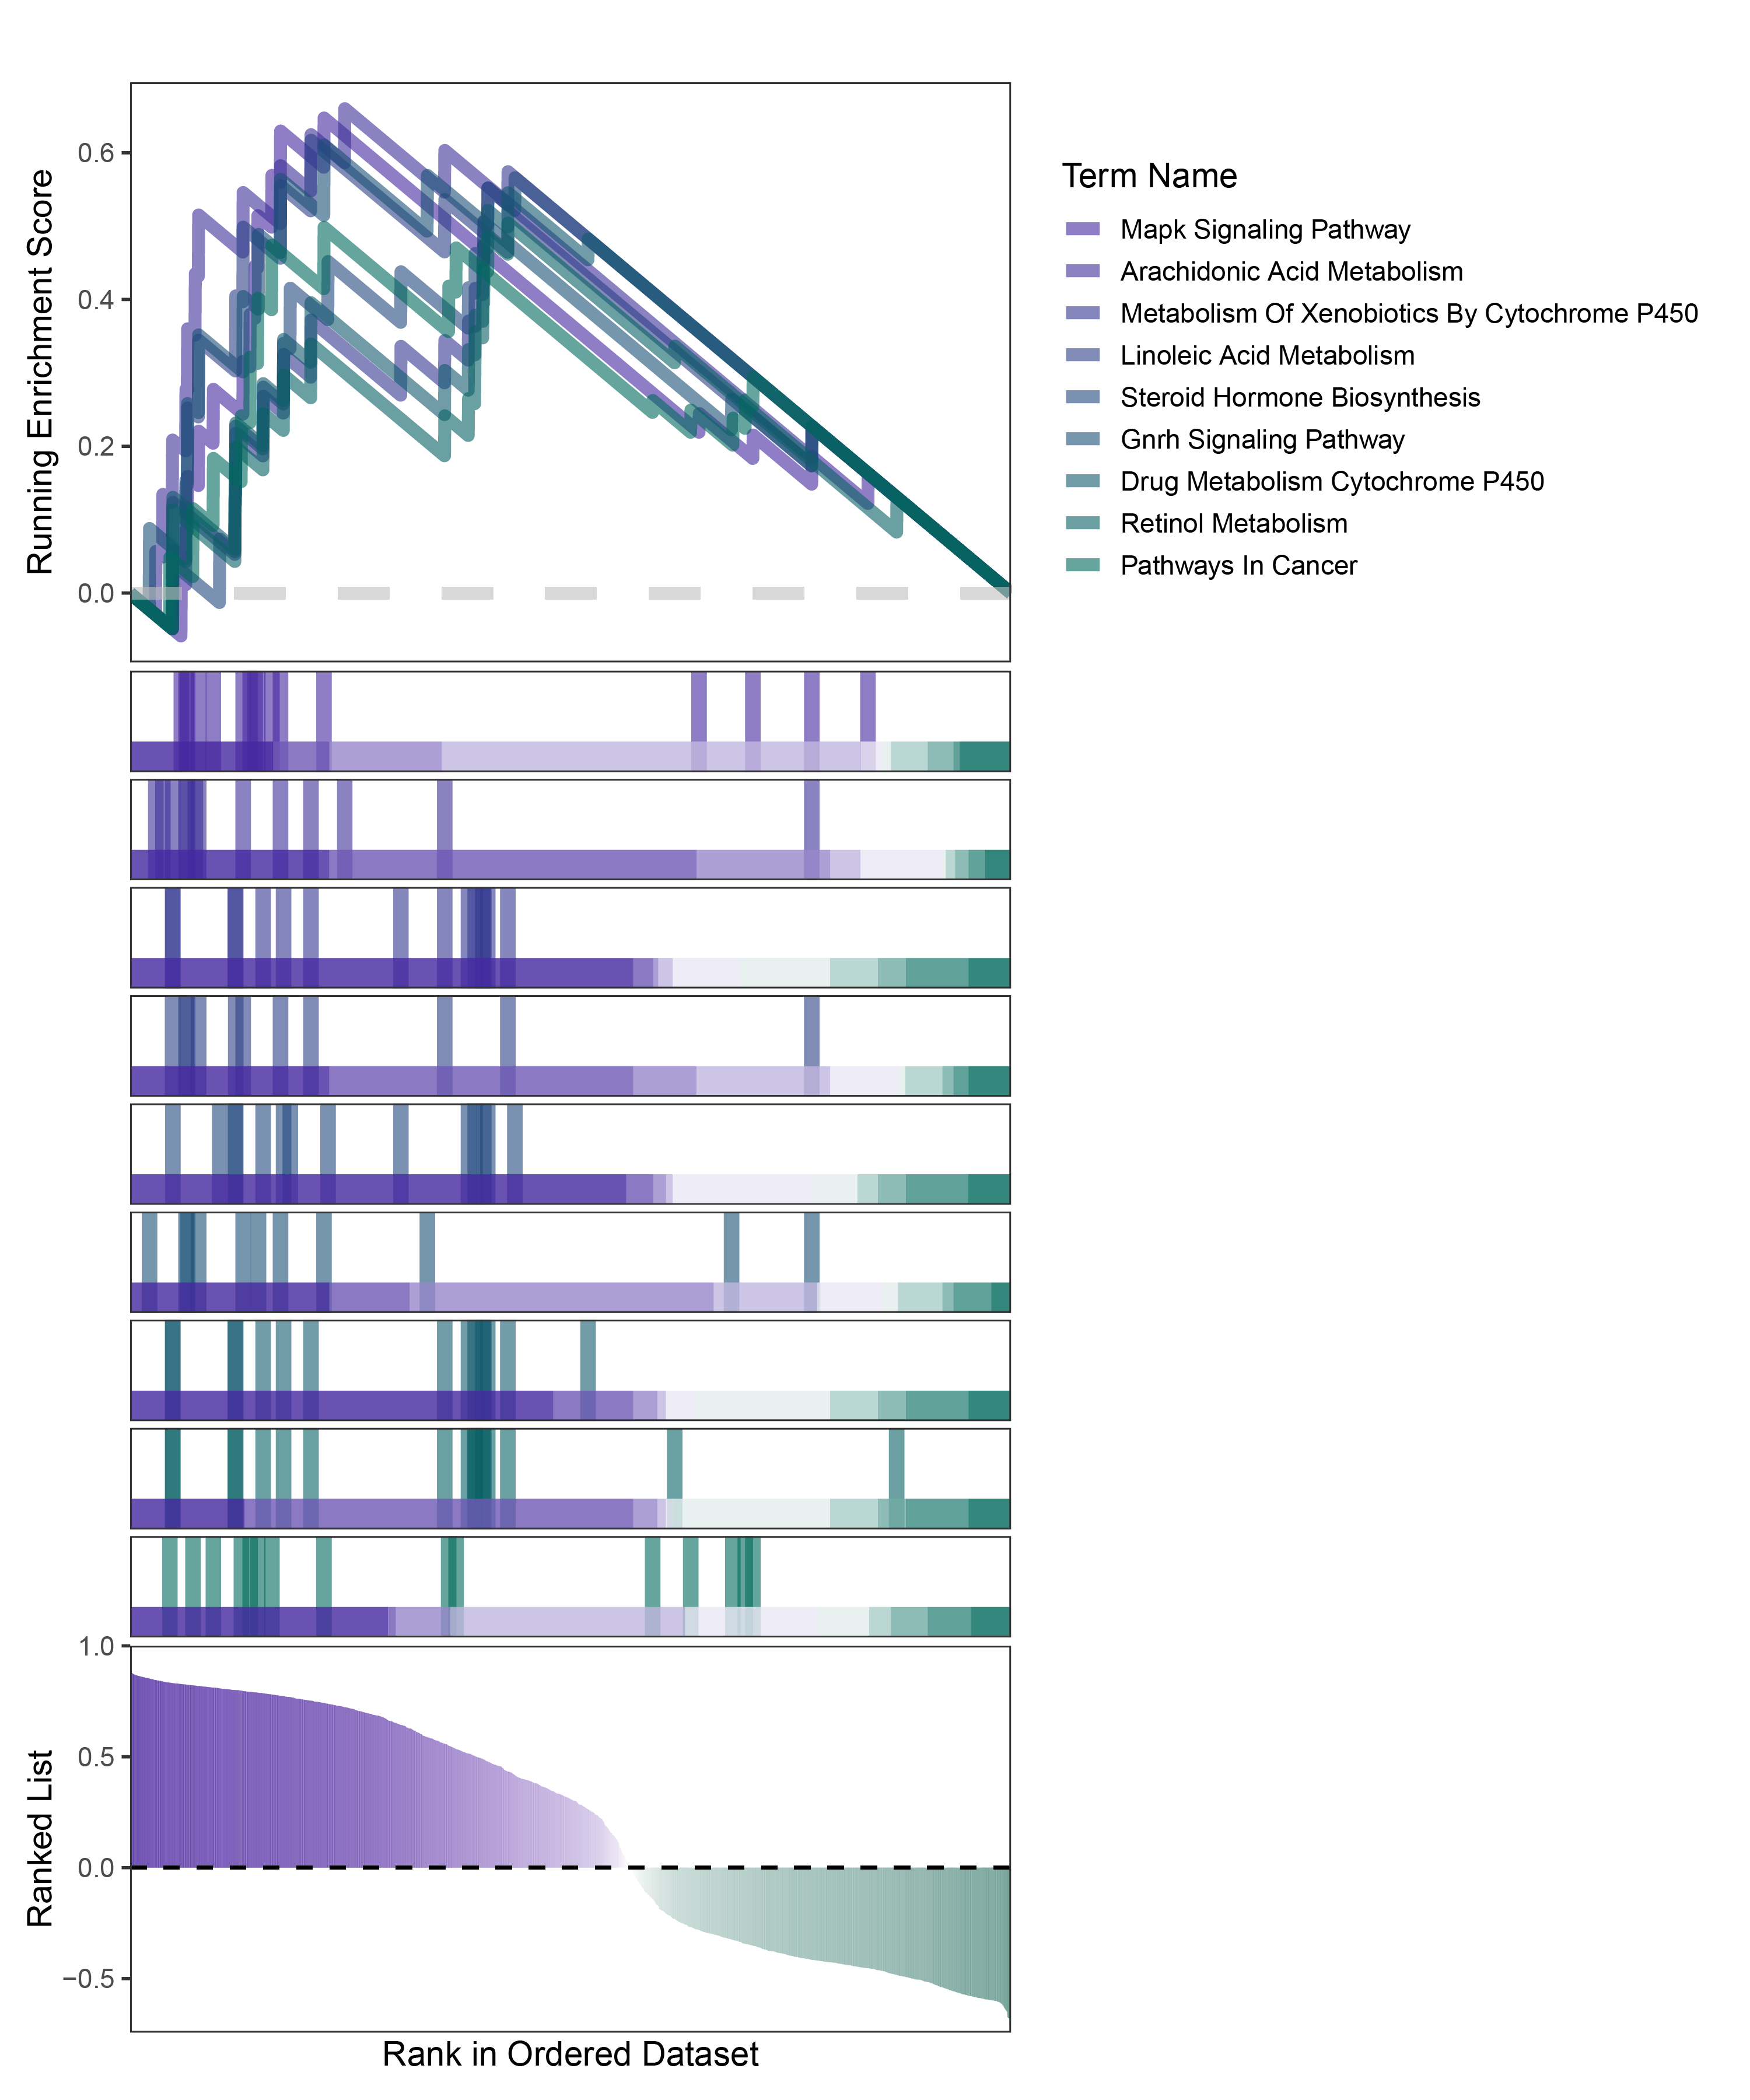 0.6
0.4
0.2
0.0
Running Enrichment Score
Term Name
Mapk Signaling Pathway
Arachidonic Acid Metabolism
Metabolism Of Xenobiotics By Cytochrome P450
Linoleic Acid Metabolism
Steroid Hormone Biosynthesis
Gnrh Signaling Pathway
Drug Metabolism Cytochrome P450
Retinol Metabolism
Pathways In Cancer
1.0
0.5
0.0
−0.5
Ranked List
Rank in Ordered Dataset